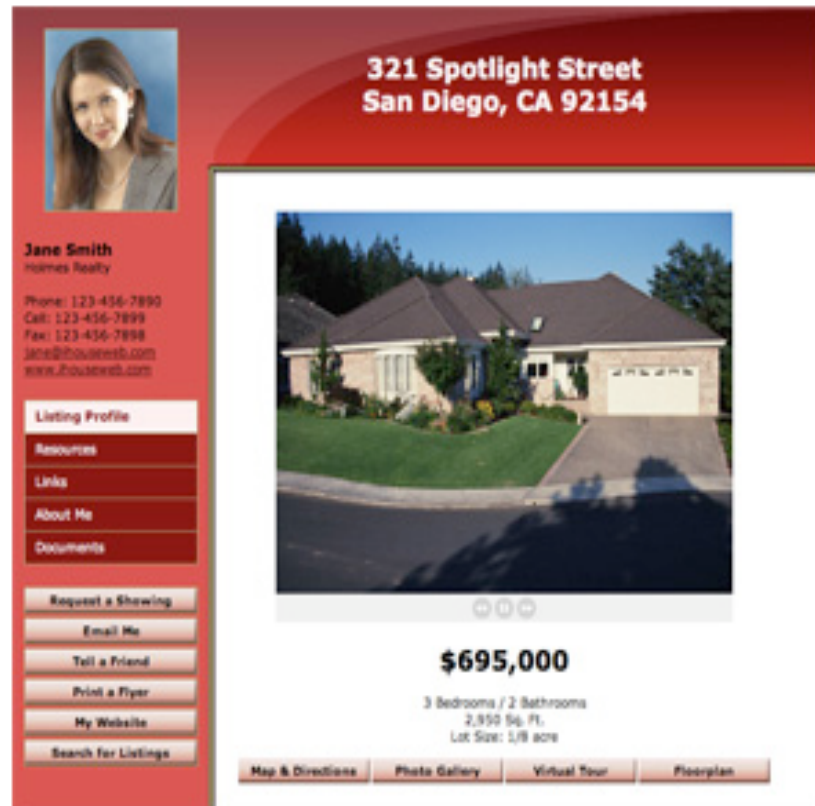 321 Spotlight Street
San Diego, CA 92154
Jane Smith
Holmes Realty
Phone: 123-456-7890
Cell: 123-456-7899
Fax: 123-456-7898
jane@ihouseweb.com
www.ihouseweb.com
Listing Profile
Resources
Links
About Me
Documents
Request a Showing
Email Me
Tell a Friend
Print a Flyer
My Website
Search for Listings
$695,000
3 Bedrooms / 2 Bathrooms
2,950 Sq. Ft.
Lot Size: 1/8 acre
Map & Directions
Photo Gallery
Virtual Tour
Floorplan